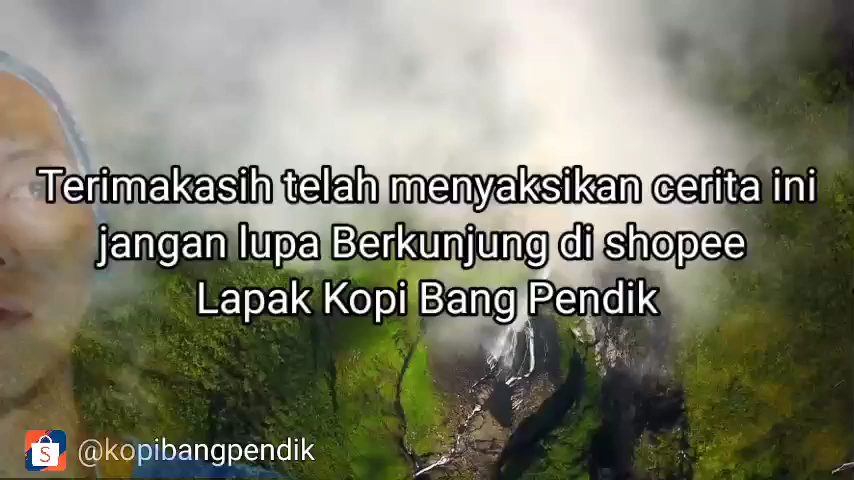 Terimakasih telah menyaksikan cerita ini
jangan lupa Berkunjung di shopee
Lapak Kopi Bang Pendik
@kopibangpendik